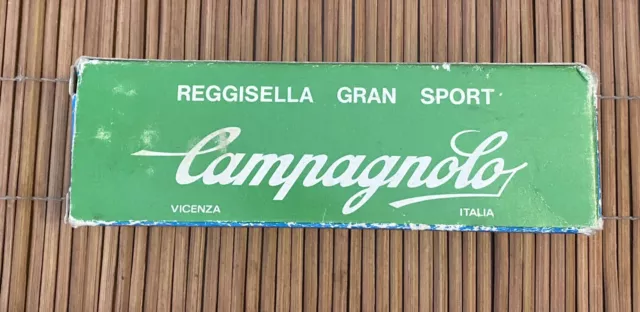 REGGISELLA GRAN SPORT
Campagnolo
VICENZA ITALIA